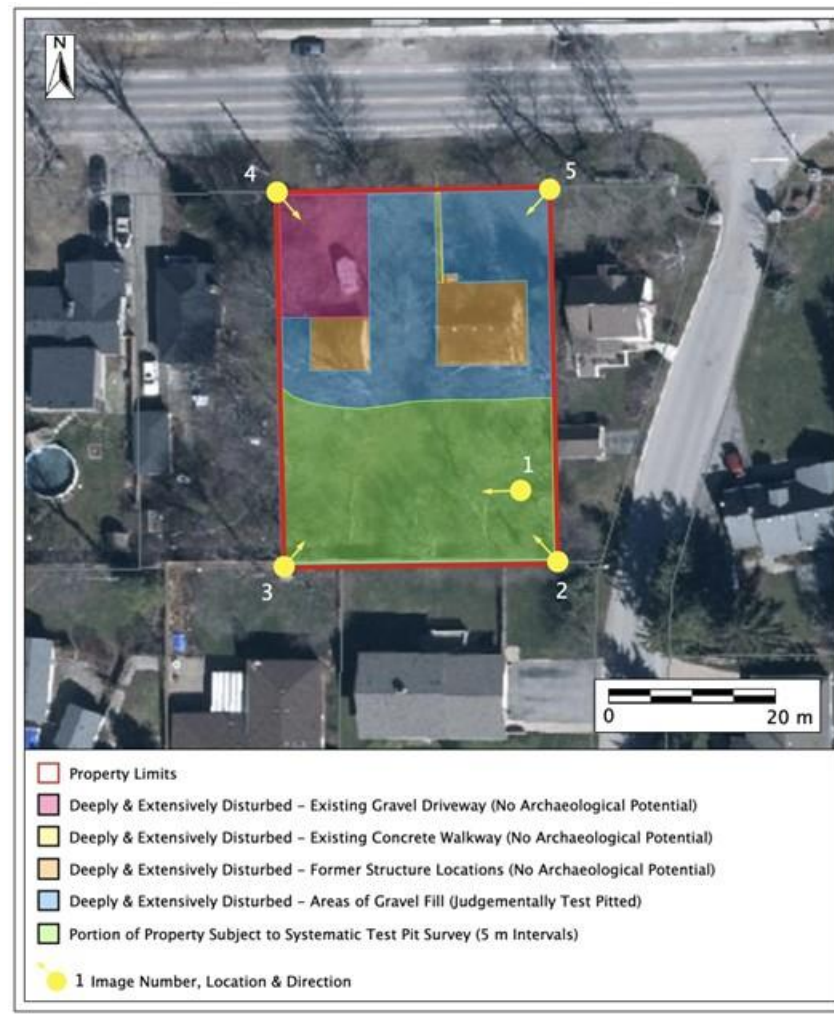 N
4
5
1
3
2
0 20 m
Property Limits
Deeply & Extensively Disturbed – Existing Gravel Driveway (No Archaeological Potential)
Deeply & Extensively Disturbed – Existing Concrete Walkway (No Archaeological Potential)
Deeply & Extensively Disturbed – Former Structure Locations (No Archaeological Potential)
Deeply & Extensively Disturbed – Areas of Gravel Fill (Judgementally Test Pitted)
Portion of Property Subject to Systematic Test Pit Survey (5 m Intervals)
1 Image Number, Location & Direction